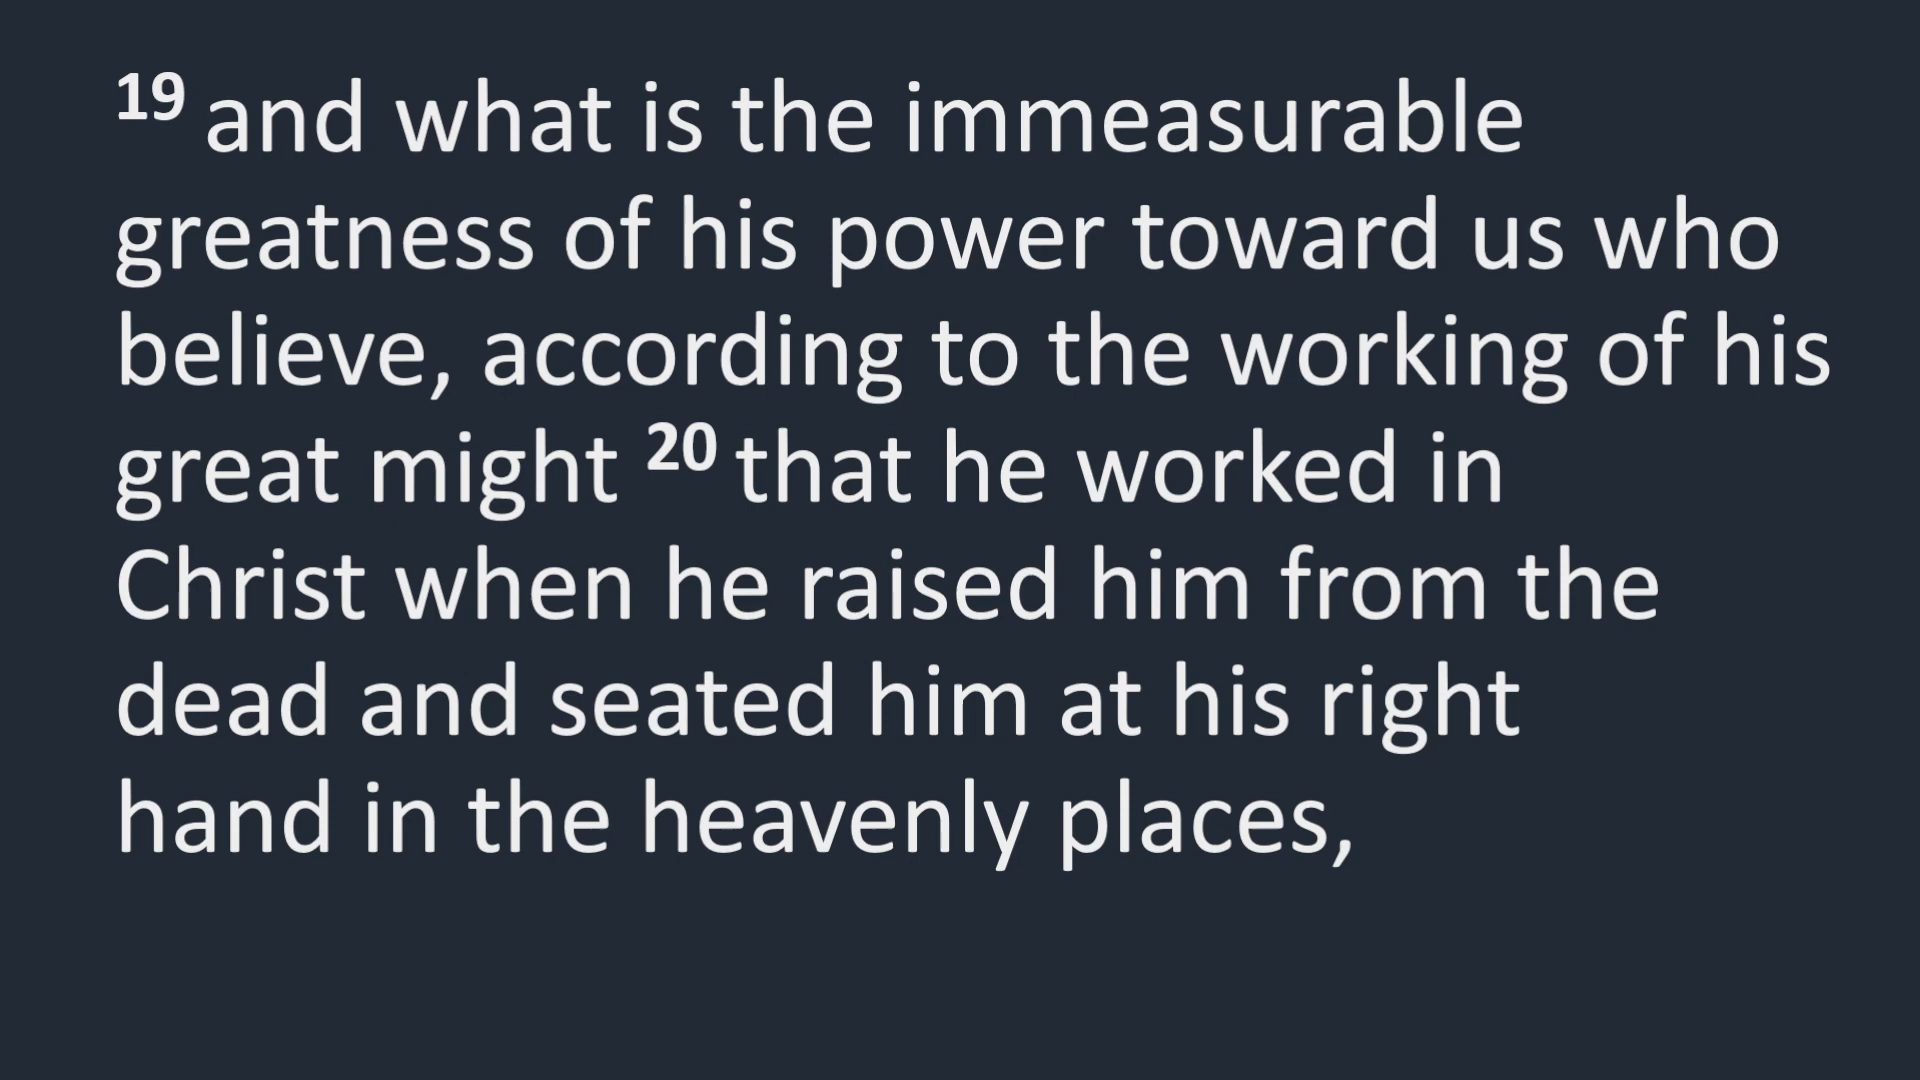 19 and what is the immeasurable
greatness of his power toward us who
believe, according to the working of his
great might 20 that he worked in
Christ when he raised him from the
dead and seated him at his right
hand in the heavenly places,